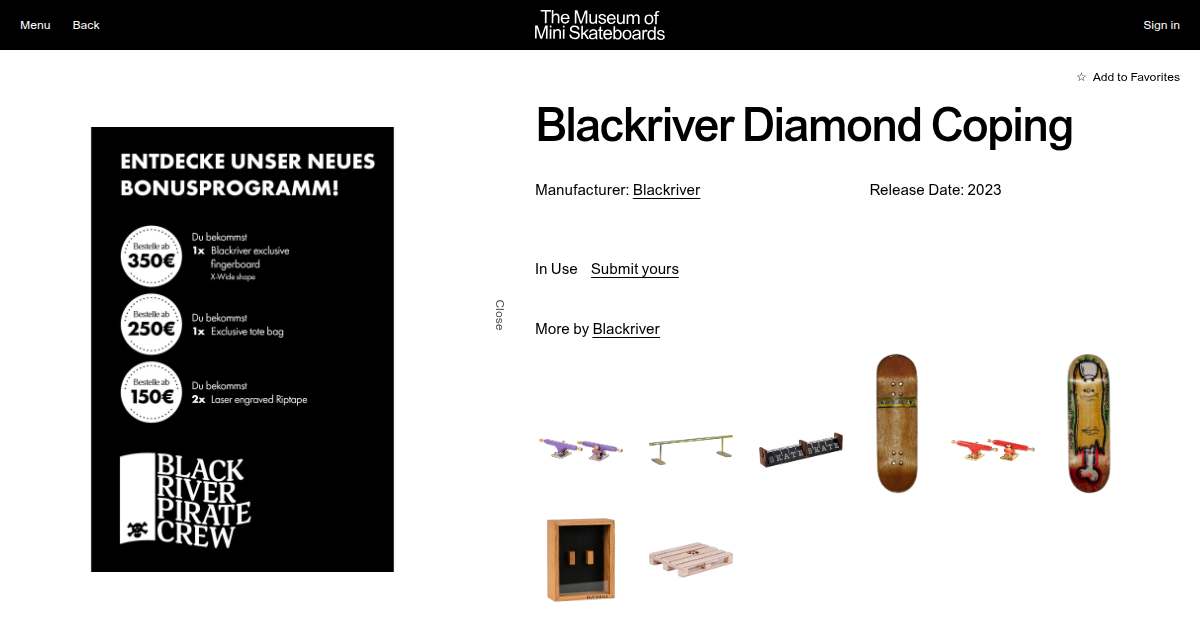 Menu
Back
The Museum of
Mini Skateboards
Sign in
☆ Add to Favorites
Blackriver Diamond Coping
Manufacturer: Blackriver
Release Date: 2023
In Use Submit yours
Close
More by Blackriver
ENTDECKE UNSER NEUES
BONUSPROGRAMM!
Bestelle ab
350€
Du bekommst
1x Blackriver exclusive
fingerboard
X-Wide shape
Bestelle ab
250€
Du bekommst
1x Exclusive tote bag
Bestelle ab
150€
Du bekommst
2x Laser engraved Riptape
BLACK
RIVER
PIRATE
CREW
SKATE SKATE